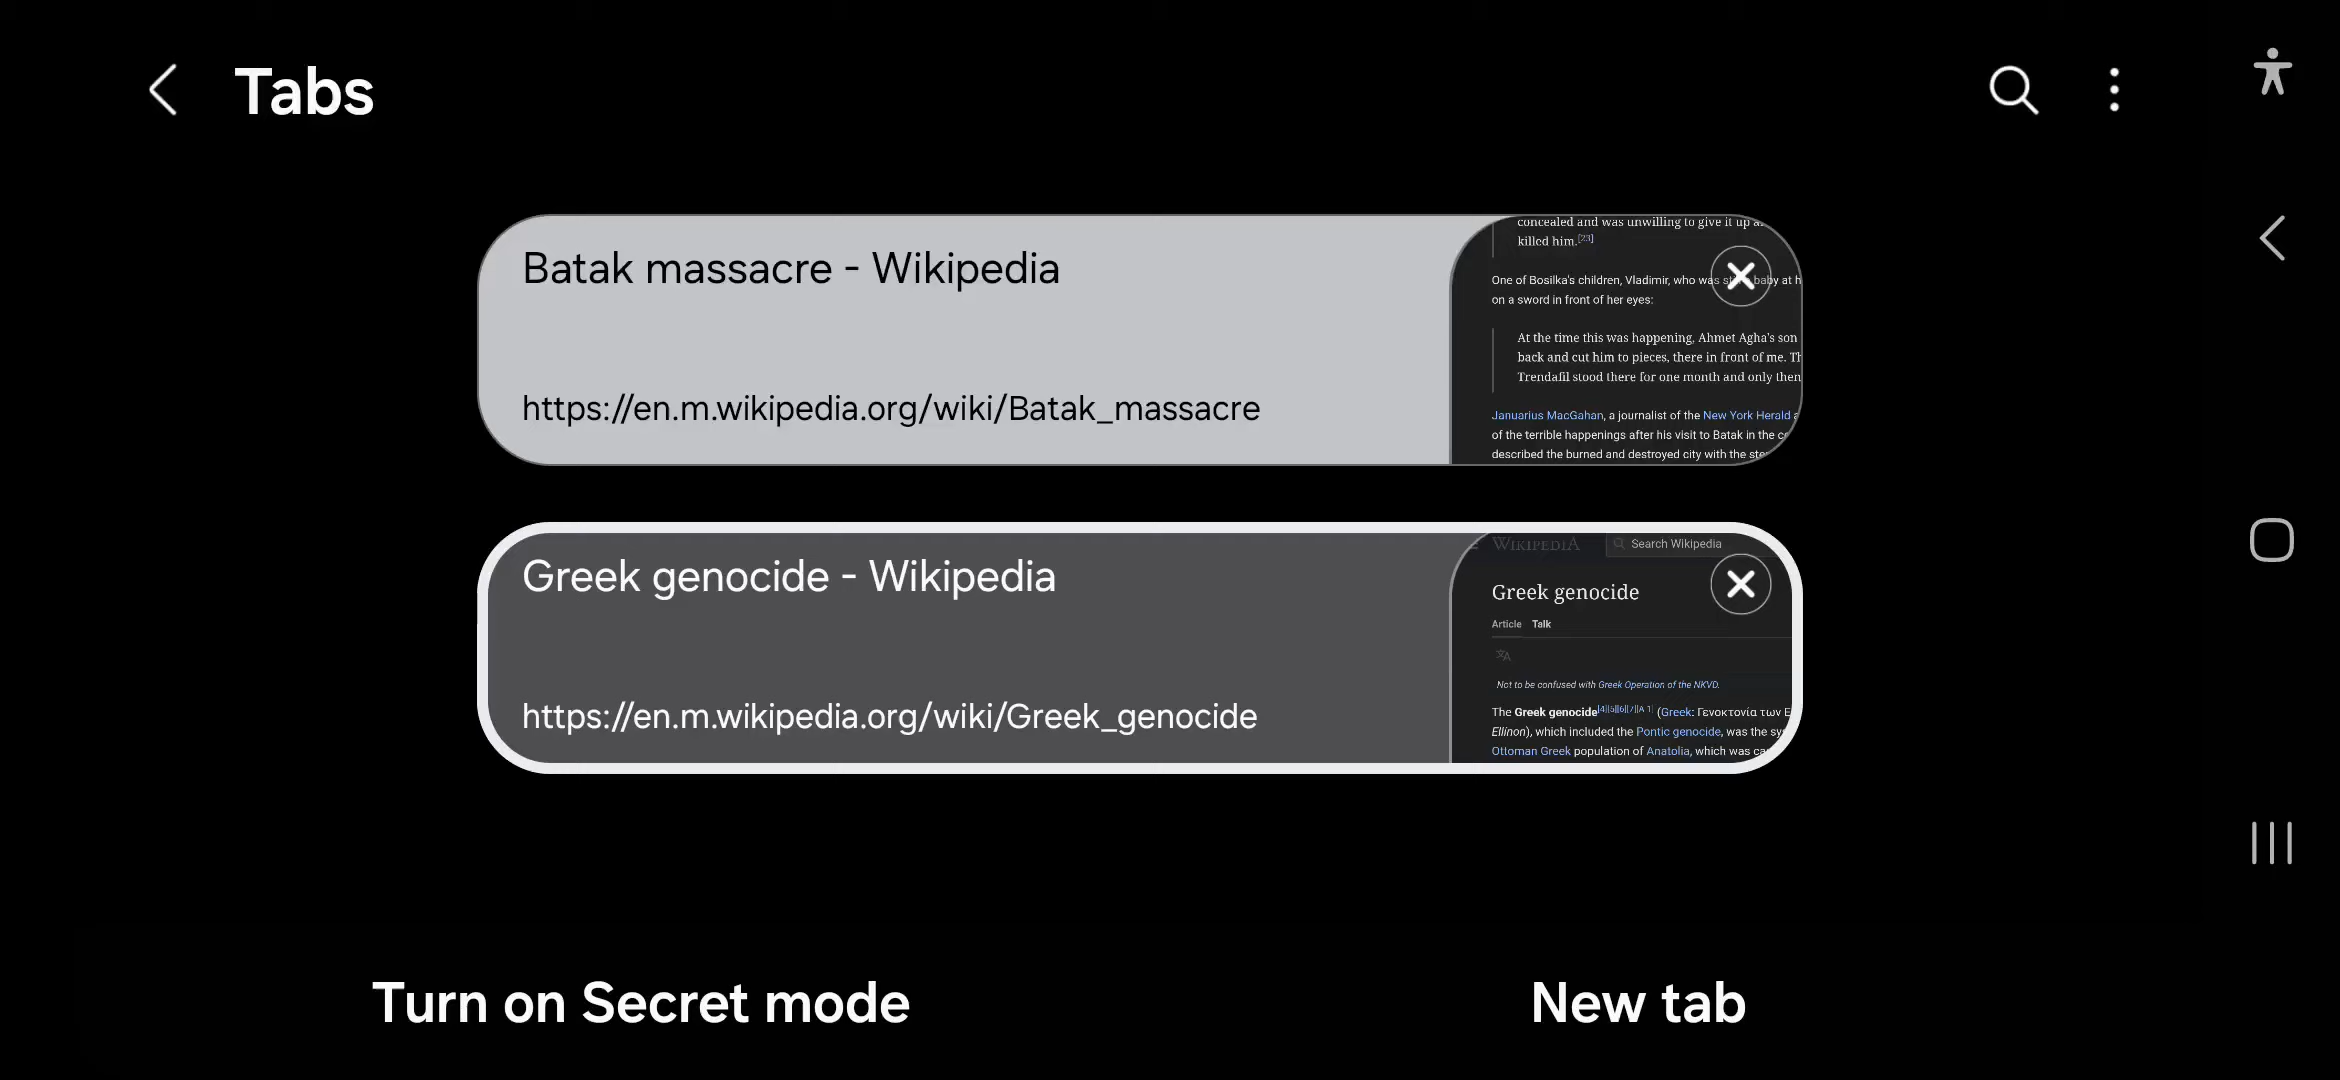 Tabs
Batak massacre - Wikipedia
https://en.m.wikipedia.org/wiki/Batak_massacre
concealed and was unwilling to give it up
killed him.[23]
One of Bosilka's children, Vladimir, who was still baby at
on a sword in front of her eyes:
At the time this was happening, Ahmet Agha's son
back and cut him to pieces, there in front of me.
Trendafil stood there for one month and only then
Januarius MacGahan, a journalist of the New York Herald
of the terrible happenings after his visit to Batak in the
described the burned and destroyed city with the
Greek genocide - Wikipedia
https://en.m.wikipedia.org/wiki/Greek_genocide
WIKIPEDIA
Search Wikipedia
Greek genocide
Article Talk
Not to be confused with Greek Operation of the NKVD.
The Greek genocide[4][5][6][7][A 1] (Greek: Γενοκτονία των
Ellinon), which included the Pontic genocide, was the
Ottoman Greek population of Anatolia, which was
Turn on Secret mode
New tab